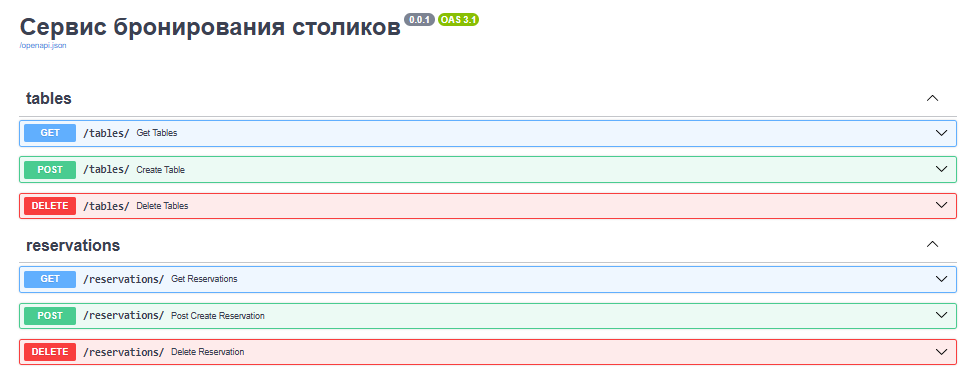 Сервис бронирования столиков 0.0.1 OAS 3.1
/openapi.json
tables
GET /tables/ Get Tables
POST /tables/ Create Table
DELETE /tables/ Delete Tables
reservations
GET /reservations/ Get Reservations
POST /reservations/ Post Create Reservation
DELETE /reservations/ Delete Reservation